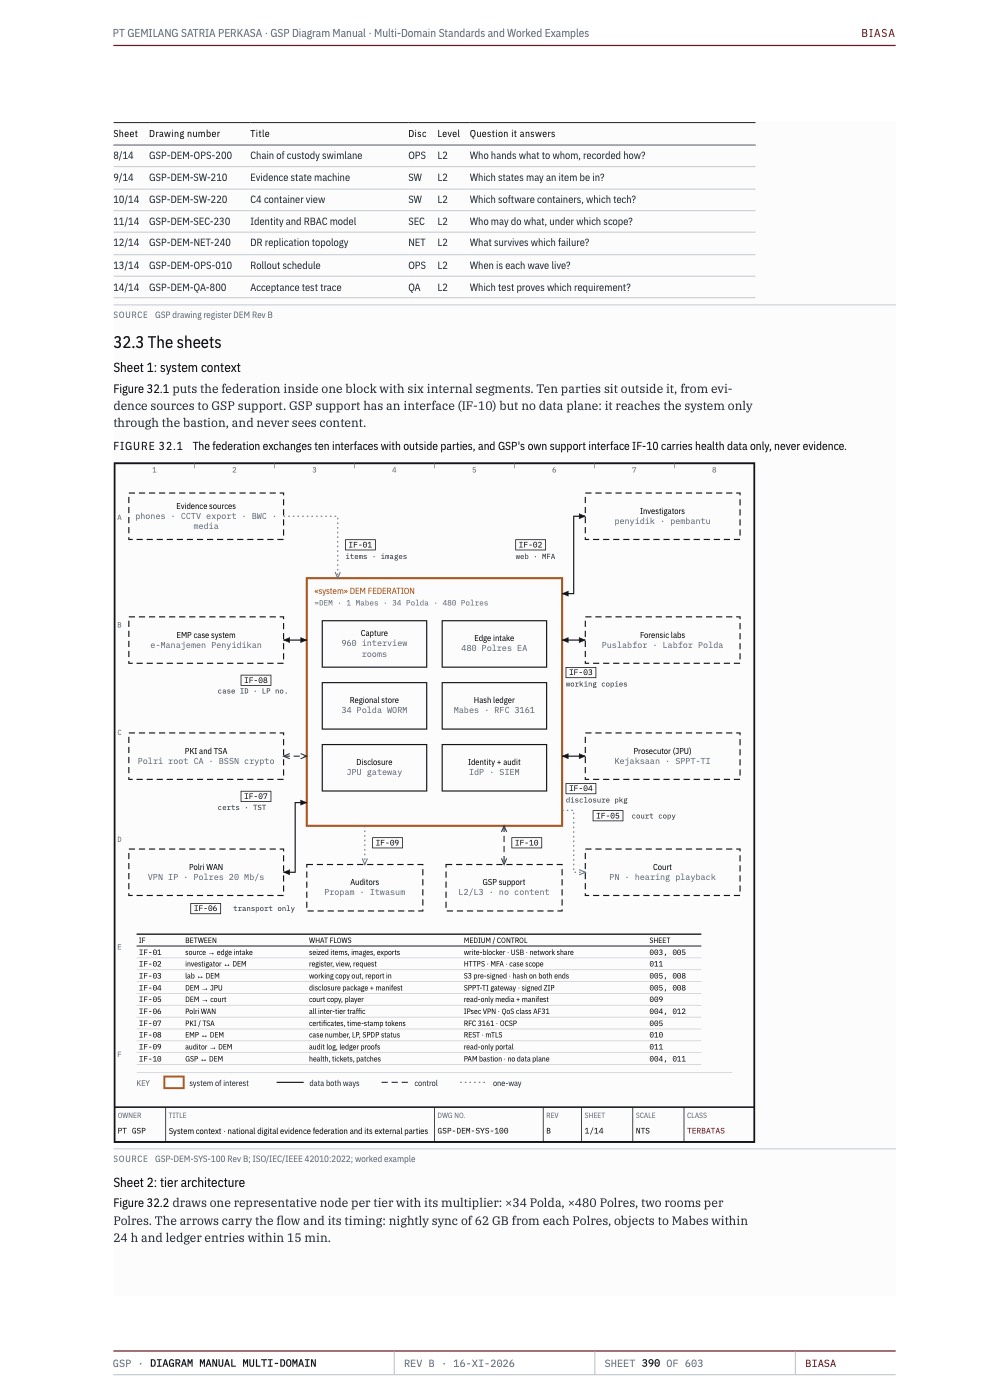 PT GEMILANG SATRIA PERKASA · GSP Diagram Manual · Multi-Domain Standards and Worked Examples BIASA
Sheet Drawing number Title Disc Level Question it answers
8/14 GSP-DEM-OPS-200 Chain of custody swimlane OPS L2 Who hands what to whom, recorded how?
9/14 GSP-DEM-SW-210 Evidence state machine SW L2 Which states may an item be in?
10/14 GSP-DEM-SW-220 C4 container view SW L2 Which software containers, which tech?
11/14 GSP-DEM-SEC-230 Identity and RBAC model SEC L2 Who may do what, under which scope?
12/14 GSP-DEM-NET-240 DR replication topology NET L2 What survives which failure?
13/14 GSP-DEM-OPS-010 Rollout schedule OPS L2 When is each wave live?
14/14 GSP-DEM-QA-800 Acceptance test trace QA L2 Which test proves which requirement?
SOURCE GSP drawing register DEM Rev B
32.3 The sheets
Sheet 1: system context
Figure 32.1 puts the federation inside one block with six internal segments. Ten parties sit outside it, from evi-
dence sources to GSP support. GSP support has an interface (IF-10) but no data plane: it reaches the system only
through the bastion, and never sees content.
FIGURE 32.1 The federation exchanges ten interfaces with outside parties, and GSP's own support interface IF-10 carries health data only, never evidence.
1 2 3 4 5 6 7 8
A
Evidence sources
phones · CCTV export · BWC ·
media
Investigators
penyidik · pembantu
IF-01
items · images
IF-02
web · MFA
«system» DEM FEDERATION
=DEM · 1 Mabes · 34 Polda · 480 Polres
B
EMP case system
e-Manajemen Penyidikan
Capture
960 interview
rooms
Edge intake
480 Polres EA
Forensic labs
Puslabfor · Labfor Polda
IF-08
case ID · LP no.
IF-03
working copies
Regional store
34 Polda WORM
Hash ledger
Mabes · RFC 3161
C
PKI and TSA
Polri root CA · BSSN crypto
Disclosure
JPU gateway
Identity + audit
IdP · SIEM
Prosecutor (JPU)
Kejaksaan · SPPT-TI
IF-07
certs · TST
IF-04
disclosure pkg
IF-05 court copy
D
IF-09
IF-10
Polri WAN
VPN IP · Polres 20 Mb/s
Auditors
Propam · Itwasum
GSP support
L2/L3 · no content
Court
PN · hearing playback
IF-06 transport only
E
IF BETWEEN WHAT FLOWS MEDIUM / CONTROL SHEET
IF-01 source → edge intake seized items, images, exports write-blocker · USB · network share 003, 005
IF-02 investigator ↔ DEM register, view, request HTTPS · MFA · case scope 011
IF-03 lab ↔ DEM working copy out, report in S3 pre-signed · hash on both ends 005, 008
IF-04 DEM → JPU disclosure package + manifest SPPT-TI gateway · signed ZIP 005, 008
IF-05 DEM → court court copy, player read-only media + manifest 009
IF-06 Polri WAN all inter-tier traffic IPsec VPN · QoS class AF31 004, 012
IF-07 PKI / TSA certificates, time-stamp tokens RFC 3161 · OCSP 005
IF-08 EMP ↔ DEM case number, LP, SPDP status REST · mTLS 010
IF-09 auditor → DEM audit log, ledger proofs read-only portal 011
IF-10 GSP ↔ DEM health, tickets, patches PAM bastion · no data plane 004, 011
F
KEY system of interest data both ways control one-way
OWNER TITLE DWG NO. REV SHEET SCALE CLASS
PT GSP System context · national digital evidence federation and its external parties GSP-DEM-SYS-100 B 1/14 NTS TERBATAS
SOURCE GSP-DEM-SYS-100 Rev B; ISO/IEC/IEEE 42010:2022; worked example
Sheet 2: tier architecture
Figure 32.2 draws one representative node per tier with its multiplier: ×34 Polda, ×480 Polres, two rooms per
Polres. The arrows carry the flow and its timing: nightly sync of 62 GB from each Polres, objects to Mabes within
24 h and ledger entries within 15 min.
GSP · DIAGRAM MANUAL MULTI-DOMAIN REV B · 16-XI-2026 SHEET 390 OF 603 BIASA